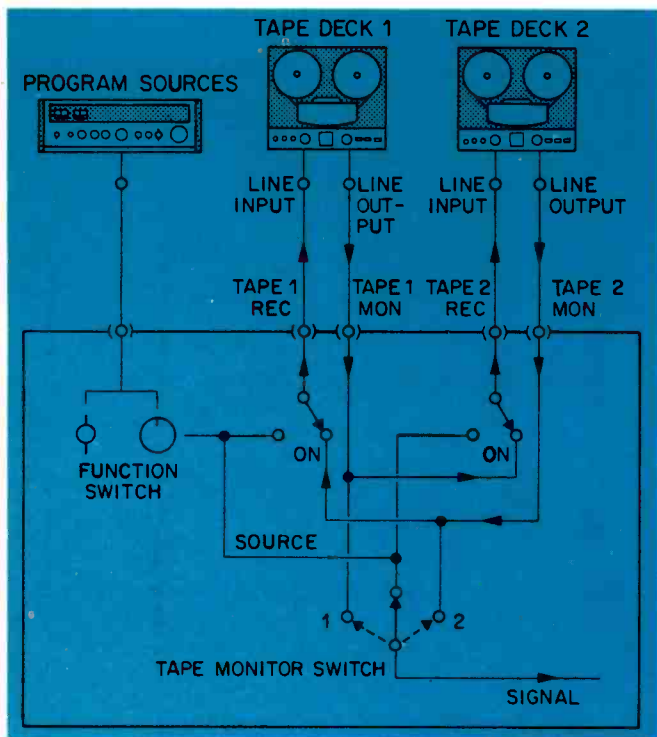 TAPE DECK 1
TAPE DECK 2
PROGRAM SOURCES
LINE
INPUT
LINE
OUT-
PUT
LINE
INPUT
LINE
OUTPUT
TAPE 1
REC
TAPE 1
MON
TAPE 2
REC
TAPE 2
MON
ON
ON
FUNCTION
SWITCH
SOURCE
1
2
TAPE MONITOR SWITCH
SIGNAL